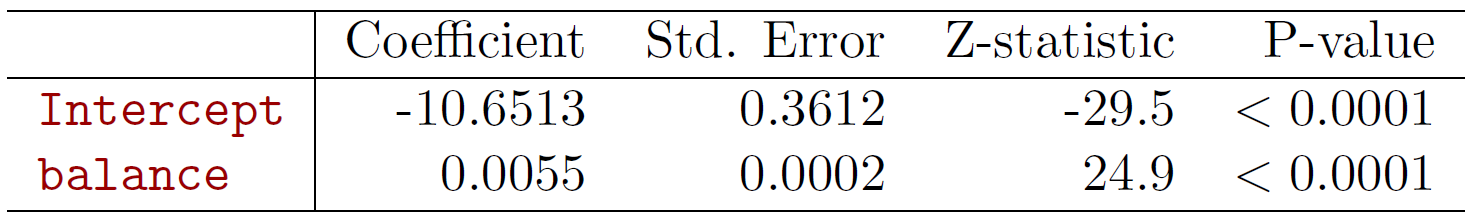 Coefficient Std. Error Z-statistic P-value
Intercept -10.6513 0.3612 -29.5 < 0.0001
balance 0.0055 0.0002 24.9 < 0.0001